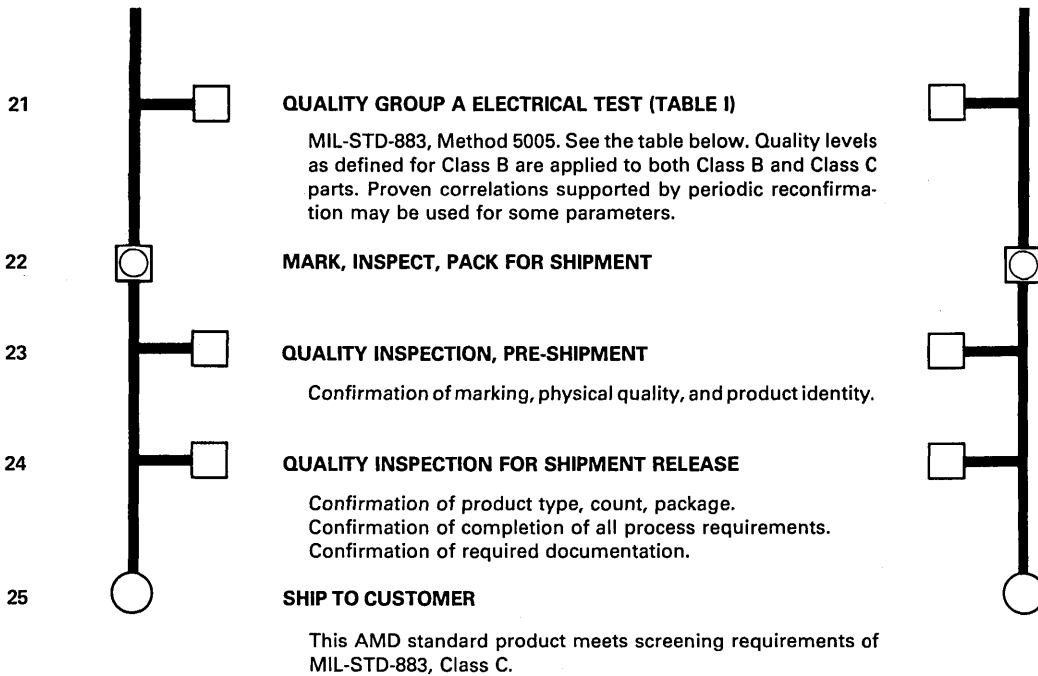 21 QUALITY GROUP A ELECTRICAL TEST (TABLE I)
MIL-STD-883, Method 5005. See the table below. Quality levels
as defined for Class B are applied to both Class B and Class C
parts. Proven correlations supported by periodic reconfirma-
tion may be used for some parameters.
22 MARK, INSPECT, PACK FOR SHIPMENT
23 QUALITY INSPECTION, PRE-SHIPMENT
Confirmation of marking, physical quality, and product identity.
24 QUALITY INSPECTION FOR SHIPMENT RELEASE
Confirmation of product type, count, package.
Confirmation of completion of all process requirements.
Confirmation of required documentation.
25 SHIP TO CUSTOMER
This AMD standard product meets screening requirements of
MIL-STD-883, Class C.